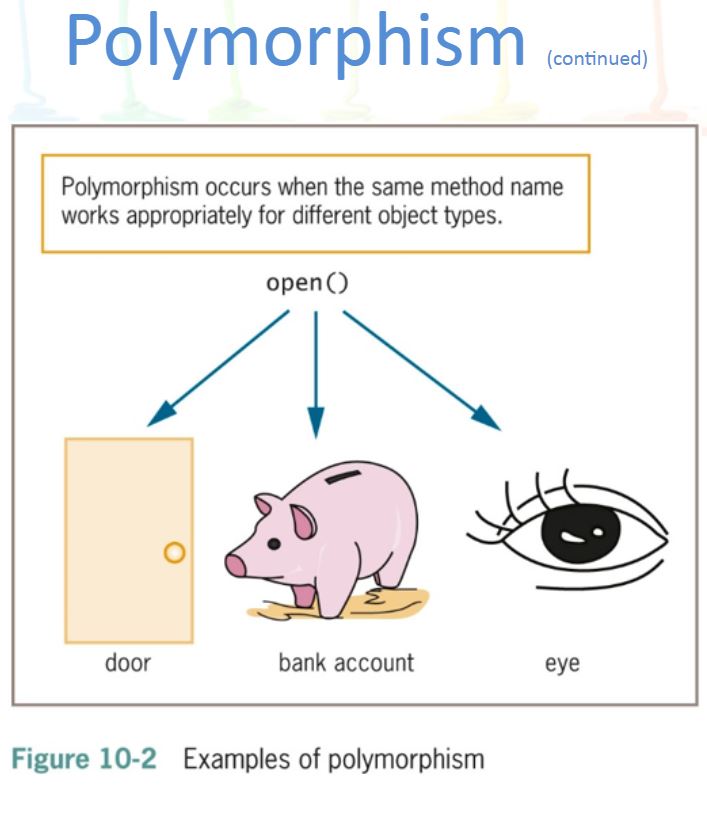 Polymorphism (continued)
Polymorphism occurs when the same method name
works appropriately for different object types.
open()
door bank account eye
Figure 10-2 Examples of polymorphism